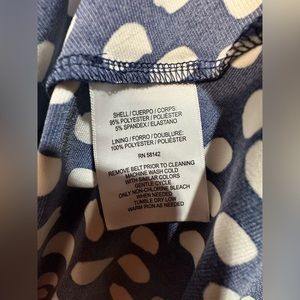 SHELL / CUERPO / CORPS:
95% POLYESTER / POLIÉSTER
5% SPANDEX / ELASTANO
LINING / FORRO / DOUBLURE:
100% POLYESTER / POLIÉSTER
RN 58142
REMOVE BELT PRIOR TO CLEANING
MACHINE WASH COLD
WITH SIMILAR COLORS
GENTLE CYCLE
ONLY NON-CHLORINE BLEACH
WHEN NEEDED
TUMBLE DRY LOW
WARM IRON AS NEEDED